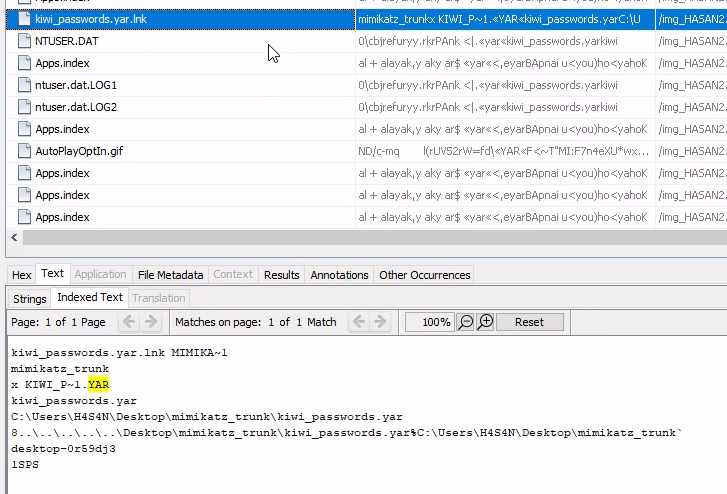 kiwi_passwords.yar.lnk mimikatz_trunkx KIWI_P~1.«YAR«kiwi_passwords.yarC:\U /img_HASAN2.
NTUSER.DAT 0\cbjrefuryy.rkrPAnk <|.«yar«kiwi_passwords.yarkiwi /img_HASAN2.
Apps.index al + alayak,y aky ar$ «yar«<,eyarBApnai u<you)ho<yahoK /img_HASAN2.
ntuser.dat.LOG1 0\cbjrefuryy.rkrPAnk <|.«yar«kiwi_passwords.yarkiwi /img_HASAN2.
ntuser.dat.LOG2 0\cbjrefuryy.rkrPAnk <|.«yar«kiwi_passwords.yarkiwi /img_HASAN2.
Apps.index al + alayak,y aky ar$ «yar«<,eyarBApnai u<you)ho<yahoK /img_HASAN2.
AutoPlayOptIn.gif ND/c-mq l(rUV52rW=fd\«YAR«F<~T"MI:F7n4eXU*wx... /img_HASAN2.
Apps.index al + alayak,y aky ar$ «yar«<,eyarBApnai u<you)ho<yahoK /img_HASAN2.
Apps.index al + alayak,y aky ar$ «yar«<,eyarBApnai u<you)ho<yahoK /img_HASAN2.
Apps.index al + alayak,y aky ar$ «yar«<,eyarBApnai u<you)ho<yahoK /img_HASAN2.
Hex Text Application File Metadata Context Results Annotations Other Occurrences
Strings Indexed Text Translation
Page: 1 of 1 Page Matches on page: 1 of 1 Match 100% Reset
kiwi_passwords.yar.lnk MIMIKA~1
mimikatz_trunk
x KIWI_P~1.YAR
kiwi_passwords.yar
C:\Users\H4S4N\Desktop\mimikatz_trunk\kiwi_passwords.yar
8..\..\..\..\..\Desktop\mimikatz_trunk\kiwi_passwords.yar%C:\Users\H4S4N\Desktop\mimikatz_trunk`
desktop-0r59dj3
1SPS